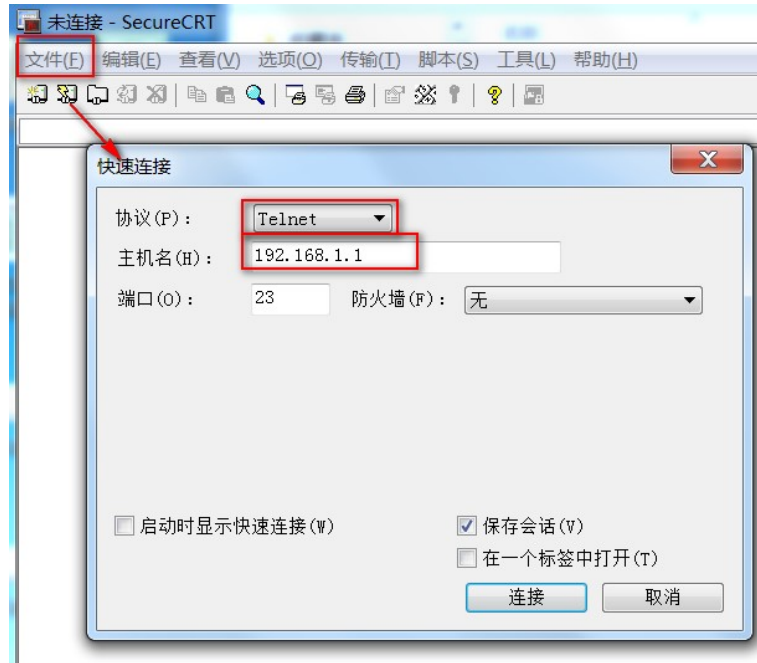 未连接 - SecureCRT
文件(F) 编辑(E) 查看(V) 选项(O) 传输(T) 脚本(S) 工具(L) 帮助(H)
快速连接
协议(P): Telnet
主机名(H): 192.168.1.1
端口(O): 23 防火墙(F): 无
启动时显示快速连接(W) 保存会话(V)
在一个标签中打开(T)
连接 取消